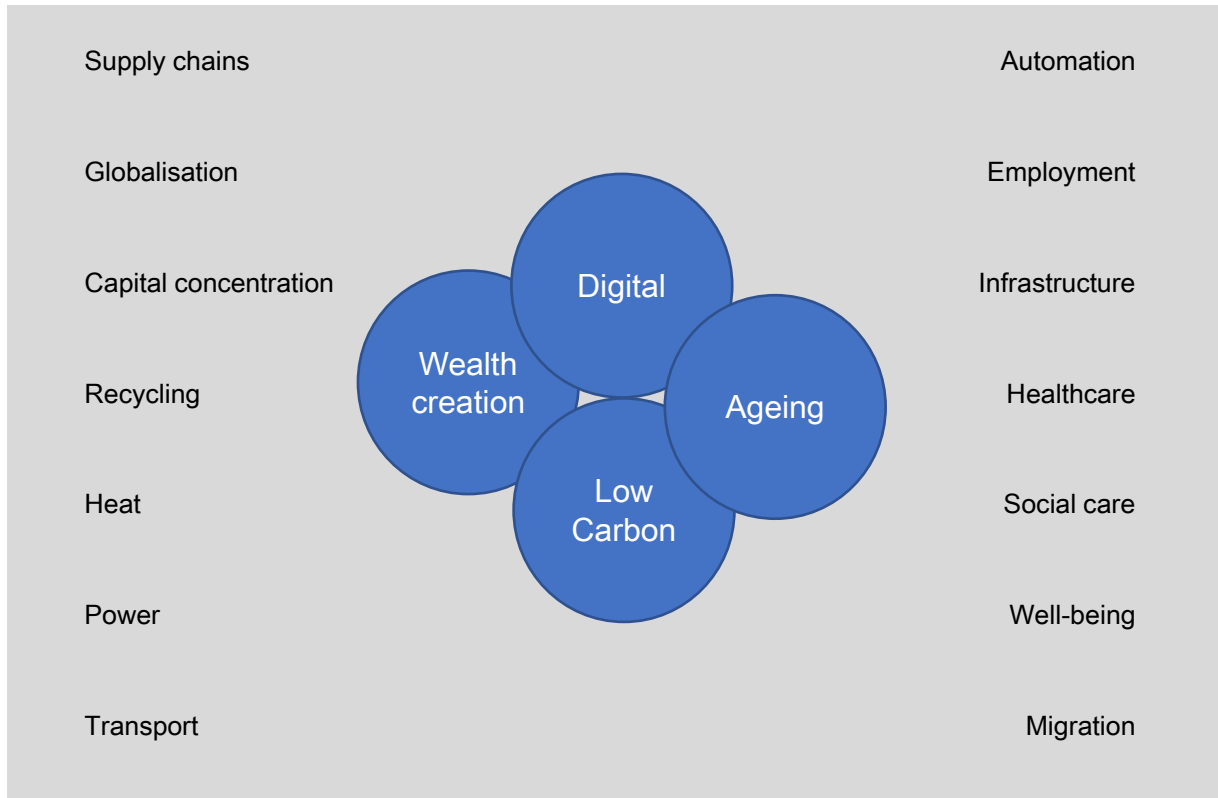 Supply chains
Automation
Globalisation
Employment
Capital concentration
Digital
Infrastructure
Wealth
creation
Recycling
Ageing
Healthcare
Heat
Low
Carbon
Social care
Power
Well-being
Transport
Migration